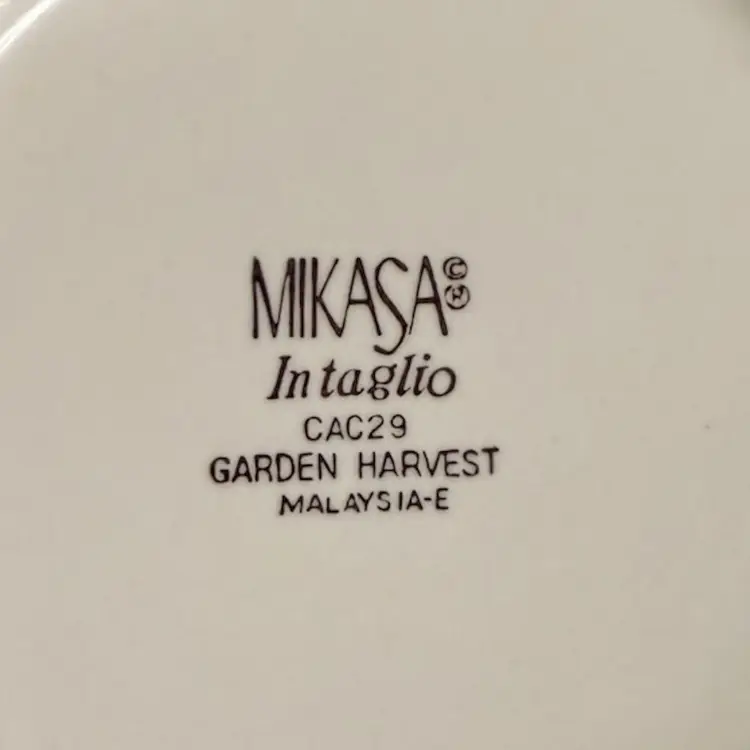 MIKASA©®
Intaglio
CAC29
GARDEN HARVEST
MALAYSIA-E